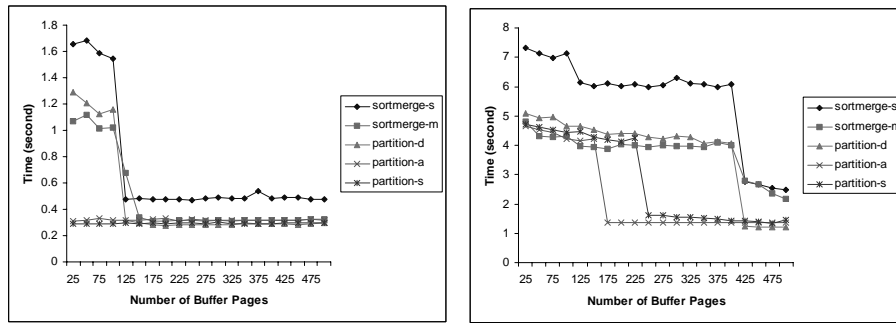 1.8
1.6
1.4
1.2
1
0.8
0.6
0.4
0.2
0
Time (second)
25 75 125 175 225 275 325 375 425 475
Number of Buffer Pages
sortmerge-s
sortmerge-m
partition-d
partition-a
partition-s
8
7
6
5
4
3
2
1
0
Time (second)
25 75 125 175 225 275 325 375 425 475
Number of Buffer Pages
sortmerge-s
sortmerge-m
partition-d
partition-a
partition-s